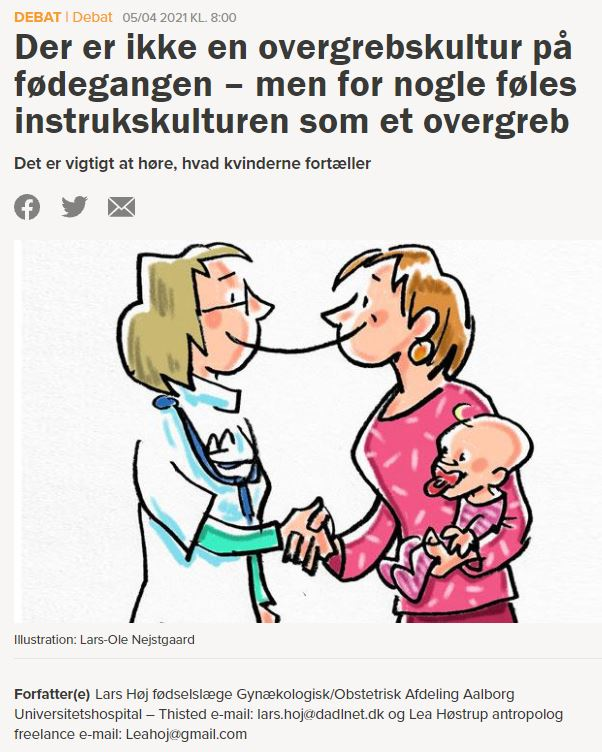 DEBAT | Debat 05/04 2021 KL. 8:00
Der er ikke en overgrebskultur på
fødegangen – men for nogle føles
instrukskulturen som et overgreb
Det er vigtigt at høre, hvad kvinderne fortæller
Illustration: Lars-Ole Nejstgaard
Forfatter(e) Lars Høj fødselslæge Gynækologisk/Obstetrisk Afdeling Aalborg
Universitetshospital – Thisted e-mail: lars.hoj@dadlnet.dk og Lea Høstrup antropolog
freelance e-mail: Leahoj@gmail.com